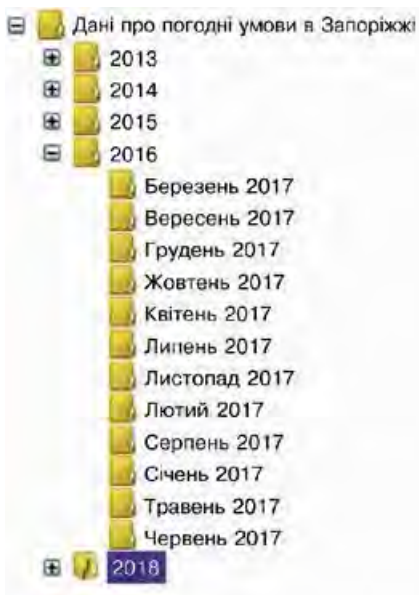 Дані про погодні умови в Запоріжжі
2013
2014
2015
2016
Березень 2017
Вересень 2017
Грудень 2017
Жовтень 2017
Квітень 2017
Липень 2017
Листопад 2017
Лютий 2017
Серпень 2017
Січень 2017
Травень 2017
Червень 2017
2018